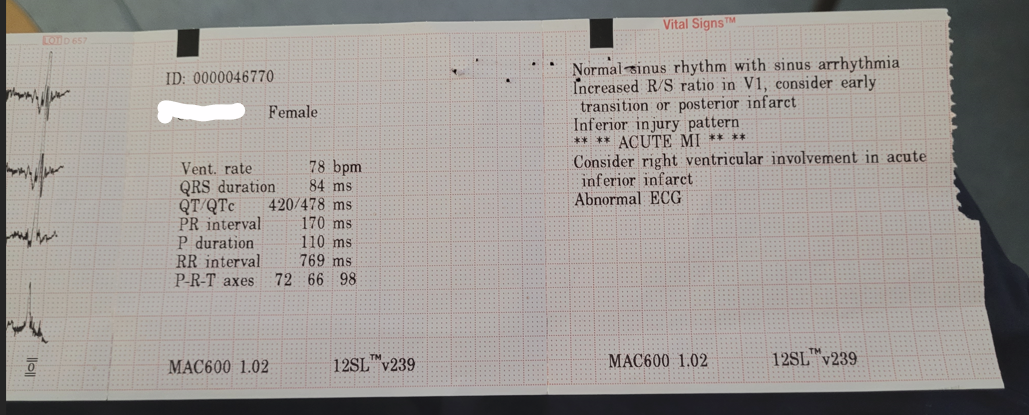 Vital Signs™
ID: 0000046770
Female
Vent. rate 78 bpm
QRS duration 84 ms
QT/QTc 420/478 ms
PR interval 170 ms
P duration 110 ms
RR interval 769 ms
P-R-T axes 72 66 98
MAC600 1.02 12SL™v239
Normal sinus rhythm with sinus arrhythmia
Increased R/S ratio in V1, consider early
transition or posterior infarct
Inferior injury pattern
** ** ACUTE MI ** **
Consider right ventricular involvement in acute
inferior infarct
Abnormal ECG
MAC600 1.02 12SL™v239